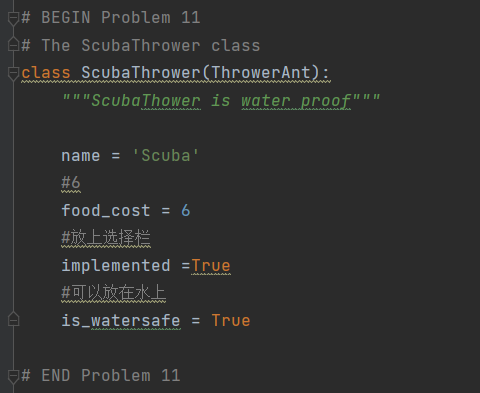 # BEGIN Problem 11
# The ScubaThrower class
class ScubaThrower(ThrowerAnt):
"""ScubaThower is water proof"""
name = 'Scuba'
#6
food_cost = 6
#放上选择栏
implemented =True
#可以放在水上
is_watersafe = True
# END Problem 11